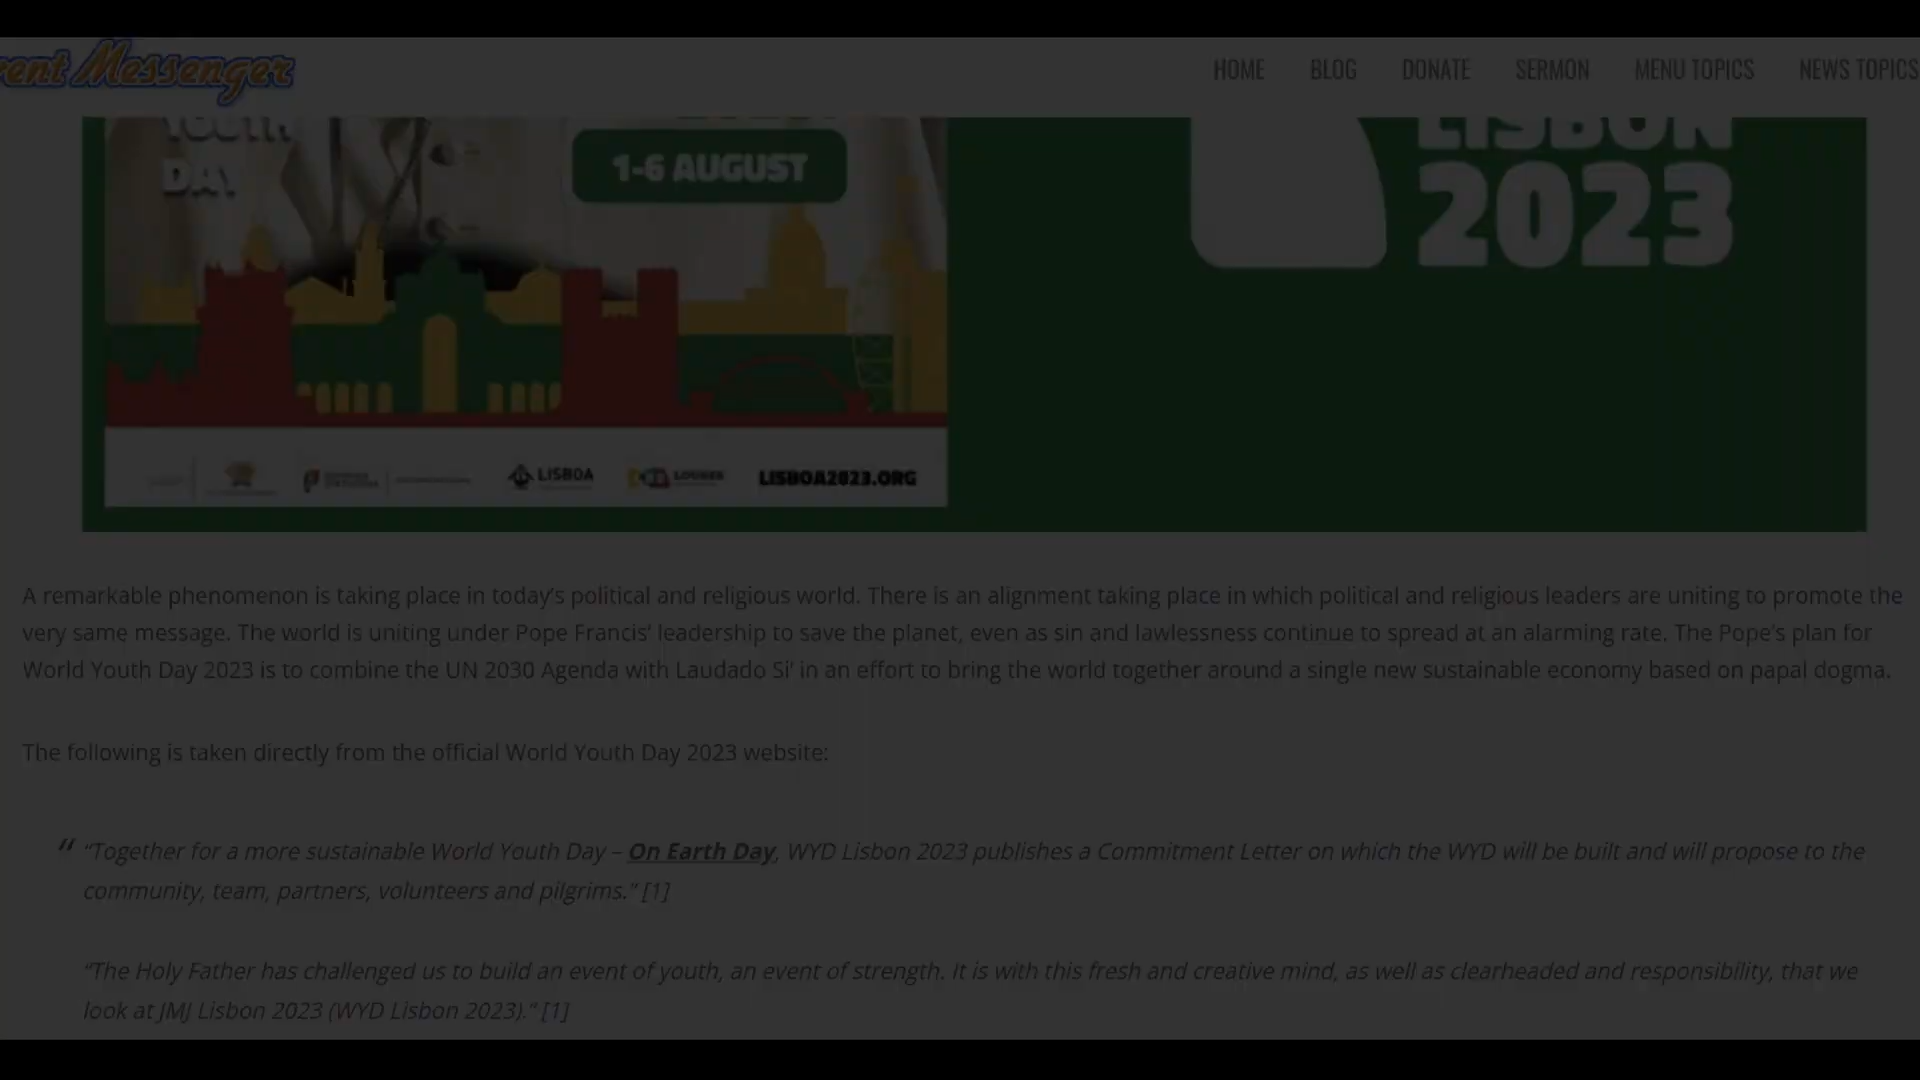 rent Messenger
HOME BLOG DONATE SERMON MENU TOPICS NEWS TOPICS
YOUTH
DAY
1-6 AUGUST
LISBON
2023
LISBOA
LOURES
LISBOA2023.ORG
A remarkable phenomenon is taking place in today’s political and religious world. There is an alignment taking place in which political and religious leaders are uniting to promote the
very same message. The world is uniting under Pope Francis’ leadership to save the planet, even as sin and lawlessness continue to spread at an alarming rate. The Pope’s plan for
World Youth Day 2023 is to combine the UN 2030 Agenda with Laudado Si’ in an effort to bring the world together around a single new sustainable economy based on papal dogma.
The following is taken directly from the official World Youth Day 2023 website:
“
“Together for a more sustainable World Youth Day – On Earth Day, WYD Lisbon 2023 publishes a Commitment Letter on which the WYD will be built and will propose to the
community, team, partners, volunteers and pilgrims.” [1]
“The Holy Father has challenged us to build an event of youth, an event of strength. It is with this fresh and creative mind, as well as clearheaded and responsibility, that we
look at JMJ Lisbon 2023 (WYD Lisbon 2023).” [1]